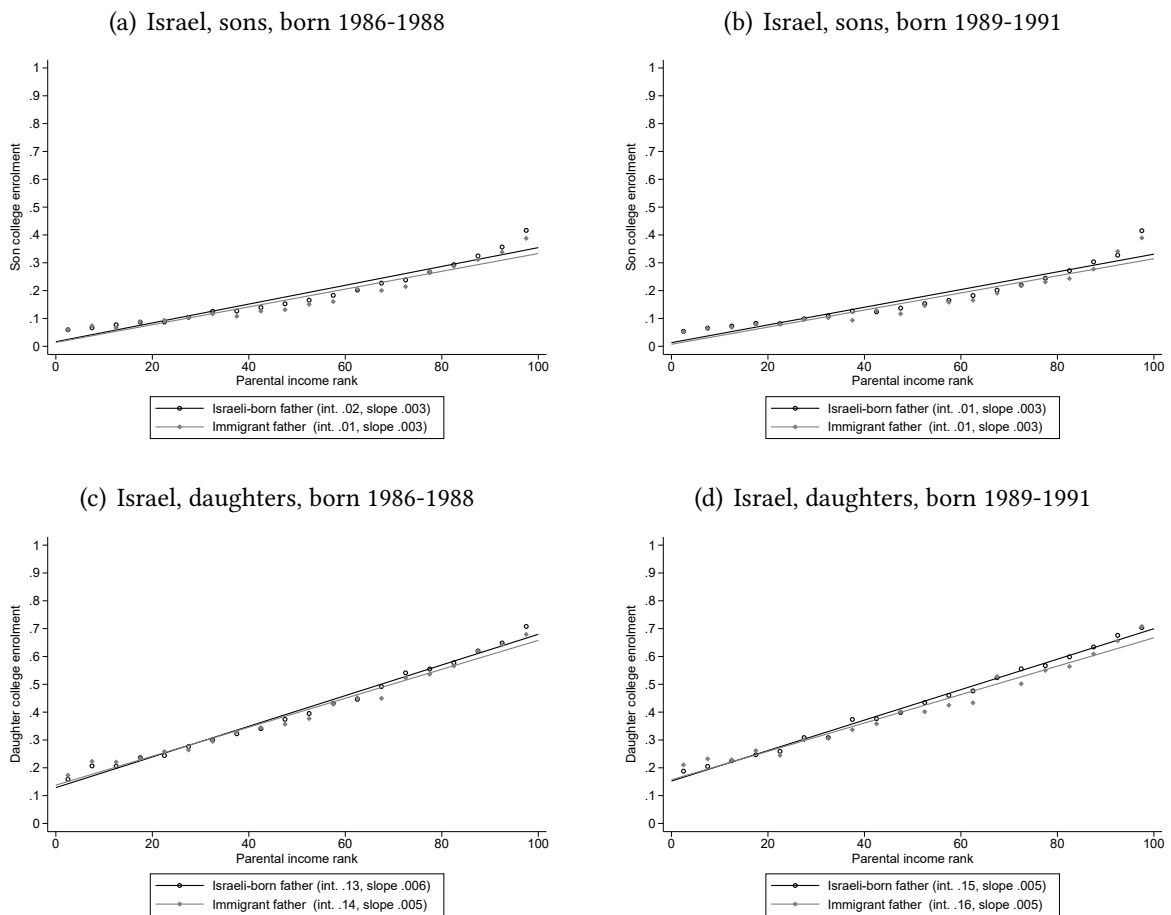 (a) Israel, sons, born 1986-1988
1
.9
.8
.7
.6
.5
.4
.3
.2
.1
0
Son college enrolment
0 20 40 60 80 100
Parental income rank
Israeli-born father (int. .02, slope .003)
Immigrant father (int. .01, slope .003)
(b) Israel, sons, born 1989-1991
1
.9
.8
.7
.6
.5
.4
.3
.2
.1
0
Son college enrolment
0 20 40 60 80 100
Parental income rank
Israeli-born father (int. .01, slope .003)
Immigrant father (int. .01, slope .003)
(c) Israel, daughters, born 1986-1988
1
.9
.8
.7
.6
.5
.4
.3
.2
.1
0
Daughter college enrolment
0 20 40 60 80 100
Parental income rank
Israeli-born father (int. .13, slope .006)
Immigrant father (int. .14, slope .005)
(d) Israel, daughters, born 1989-1991
1
.9
.8
.7
.6
.5
.4
.3
.2
.1
0
Daughter college enrolment
0 20 40 60 80 100
Parental income rank
Israeli-born father (int. .15, slope .005)
Immigrant father (int. .16, slope .005)